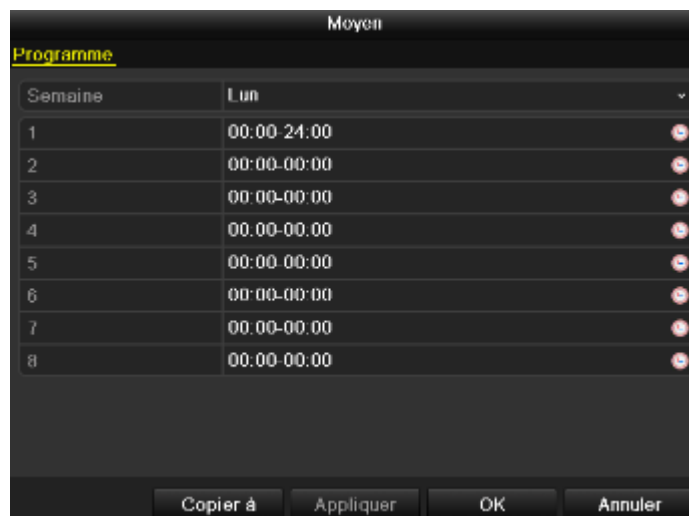 Moyen
Programme
Semaine Lun
1 00:00-24:00
2 00:00-00:00
3 00:00-00:00
4 00:00-00:00
5 00:00-00:00
6 00:00-00:00
7 00:00-00:00
8 00:00-00:00
Copier à Appliquer OK Annuler